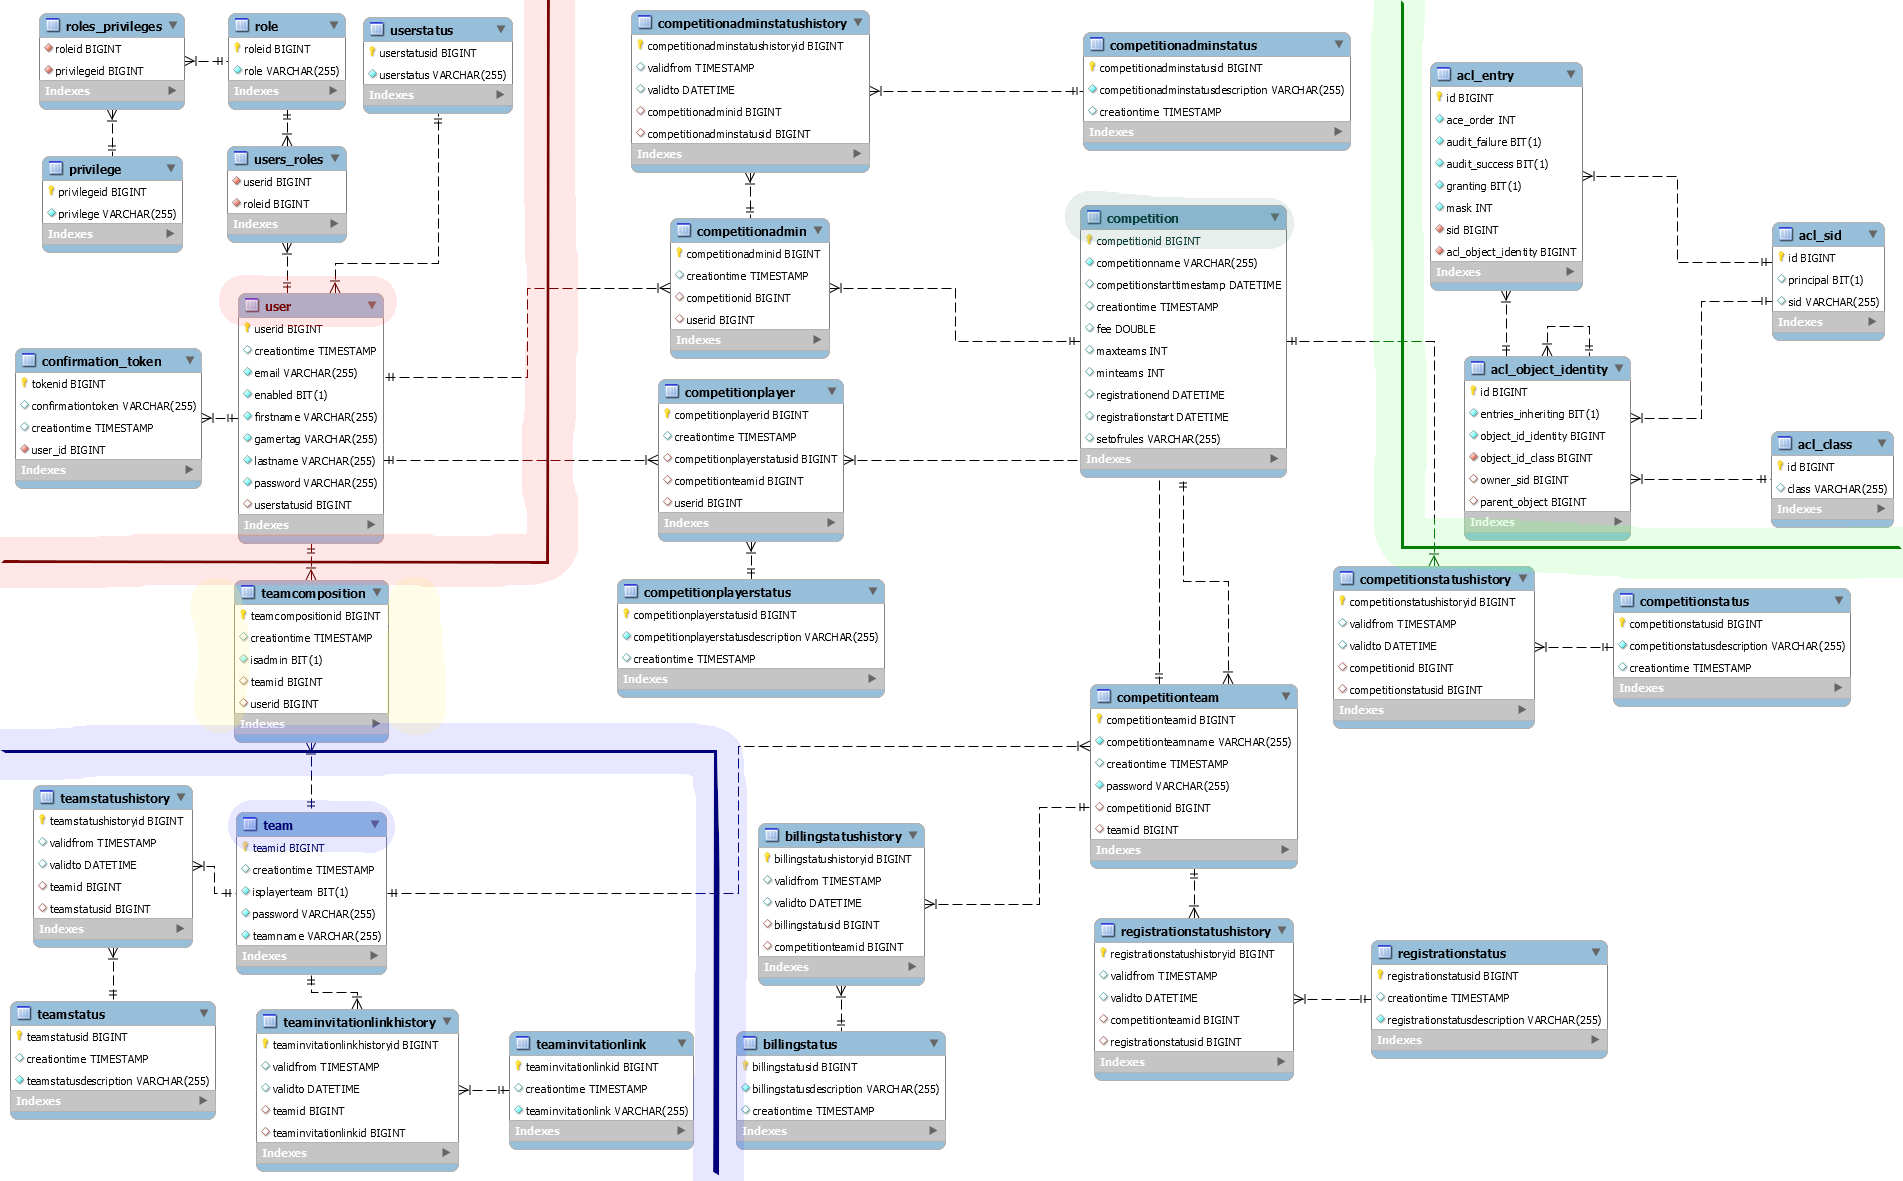 roles_privileges
roleid BIGINT
privilegeid BIGINT
Indexes
role
roleid BIGINT
role VARCHAR(255)
Indexes
userstatus
userstatusid BIGINT
userstatus VARCHAR(255)
Indexes
privilege
privilegeid BIGINT
privilege VARCHAR(255)
Indexes
users_roles
userid BIGINT
roleid BIGINT
Indexes
user
userid BIGINT
creationtime TIMESTAMP
email VARCHAR(255)
enabled BIT(1)
firstname VARCHAR(255)
gamertag VARCHAR(255)
lastname VARCHAR(255)
password VARCHAR(255)
userstatusid BIGINT
Indexes
confirmation_token
tokenid BIGINT
confirmationtoken VARCHAR(255)
creationtime TIMESTAMP
user_id BIGINT
Indexes
competitionadminstatushistory
competitionadminstatushistoryid BIGINT
validfrom TIMESTAMP
validto DATETIME
competitionadminid BIGINT
competitionadminstatusid BIGINT
Indexes
competitionadminstatus
competitionadminstatusid BIGINT
competitionadminstatusdescription VARCHAR(255)
creationtime TIMESTAMP
Indexes
competitionadmin
competitionadminid BIGINT
creationtime TIMESTAMP
competitionid BIGINT
userid BIGINT
Indexes
competition
competitionid BIGINT
competitionname VARCHAR(255)
competitionstarttimestamp DATETIME
creationtime TIMESTAMP
fee DOUBLE
maxteams INT
minteams INT
registrationend DATETIME
registrationstart DATETIME
setofrules VARCHAR(255)
Indexes
competitionplayer
competitionplayerid BIGINT
creationtime TIMESTAMP
competitionplayerstatusid BIGINT
competitionteamid BIGINT
userid BIGINT
Indexes
competitionplayerstatus
competitionplayerstatusid BIGINT
competitionplayerstatusdescription VARCHAR(255)
creationtime TIMESTAMP
Indexes
acl_entry
id BIGINT
ace_order INT
audit_failure BIT(1)
audit_success BIT(1)
granting BIT(1)
mask INT
sid BIGINT
acl_object_identity BIGINT
Indexes
acl_sid
id BIGINT
principal BIT(1)
sid VARCHAR(255)
Indexes
acl_object_identity
id BIGINT
entries_inheriting BIT(1)
object_id_identity BIGINT
object_id_class BIGINT
owner_sid BIGINT
parent_object BIGINT
Indexes
acl_class
id BIGINT
class VARCHAR(255)
Indexes
competitionstatushistory
competitionstatushistoryid BIGINT
validfrom TIMESTAMP
validto DATETIME
competitionid BIGINT
competitionstatusid BIGINT
Indexes
competitionstatus
competitionstatusid BIGINT
competitionstatusdescription VARCHAR(255)
creationtime TIMESTAMP
Indexes
teamcomposition
teamcompositionid BIGINT
creationtime TIMESTAMP
isadmin BIT(1)
teamid BIGINT
userid BIGINT
Indexes
teamstatushistory
teamstatushistoryid BIGINT
validfrom TIMESTAMP
validto DATETIME
teamid BIGINT
teamstatusid BIGINT
Indexes
team
teamid BIGINT
creationtime TIMESTAMP
isplayerteam BIT(1)
password VARCHAR(255)
teamname VARCHAR(255)
Indexes
teamstatus
teamstatusid BIGINT
creationtime TIMESTAMP
teamstatusdescription VARCHAR(255)
Indexes
teaminvitationlinkhistory
teaminvitationlinkhistoryid BIGINT
validfrom TIMESTAMP
validto DATETIME
teamid BIGINT
teaminvitationlinkid BIGINT
Indexes
teaminvitationlink
teaminvitationlinkid BIGINT
creationtime TIMESTAMP
teaminvitationlink VARCHAR(255)
Indexes
competitionteam
competitionteamid BIGINT
competitionteamname VARCHAR(255)
creationtime TIMESTAMP
password VARCHAR(255)
competitionid BIGINT
teamid BIGINT
Indexes
billingstatushistory
billingstatushistoryid BIGINT
validfrom TIMESTAMP
validto DATETIME
billingstatusid BIGINT
competitionteamid BIGINT
Indexes
billingstatus
billingstatusid BIGINT
billingstatusdescription VARCHAR(255)
creationtime TIMESTAMP
Indexes
registrationstatushistory
registrationstatushistoryid BIGINT
validfrom TIMESTAMP
validto DATETIME
competitionteamid BIGINT
registrationstatusid BIGINT
Indexes
registrationstatus
registrationstatusid BIGINT
creationtime TIMESTAMP
registrationstatusdescription VARCHAR(255)
Indexes